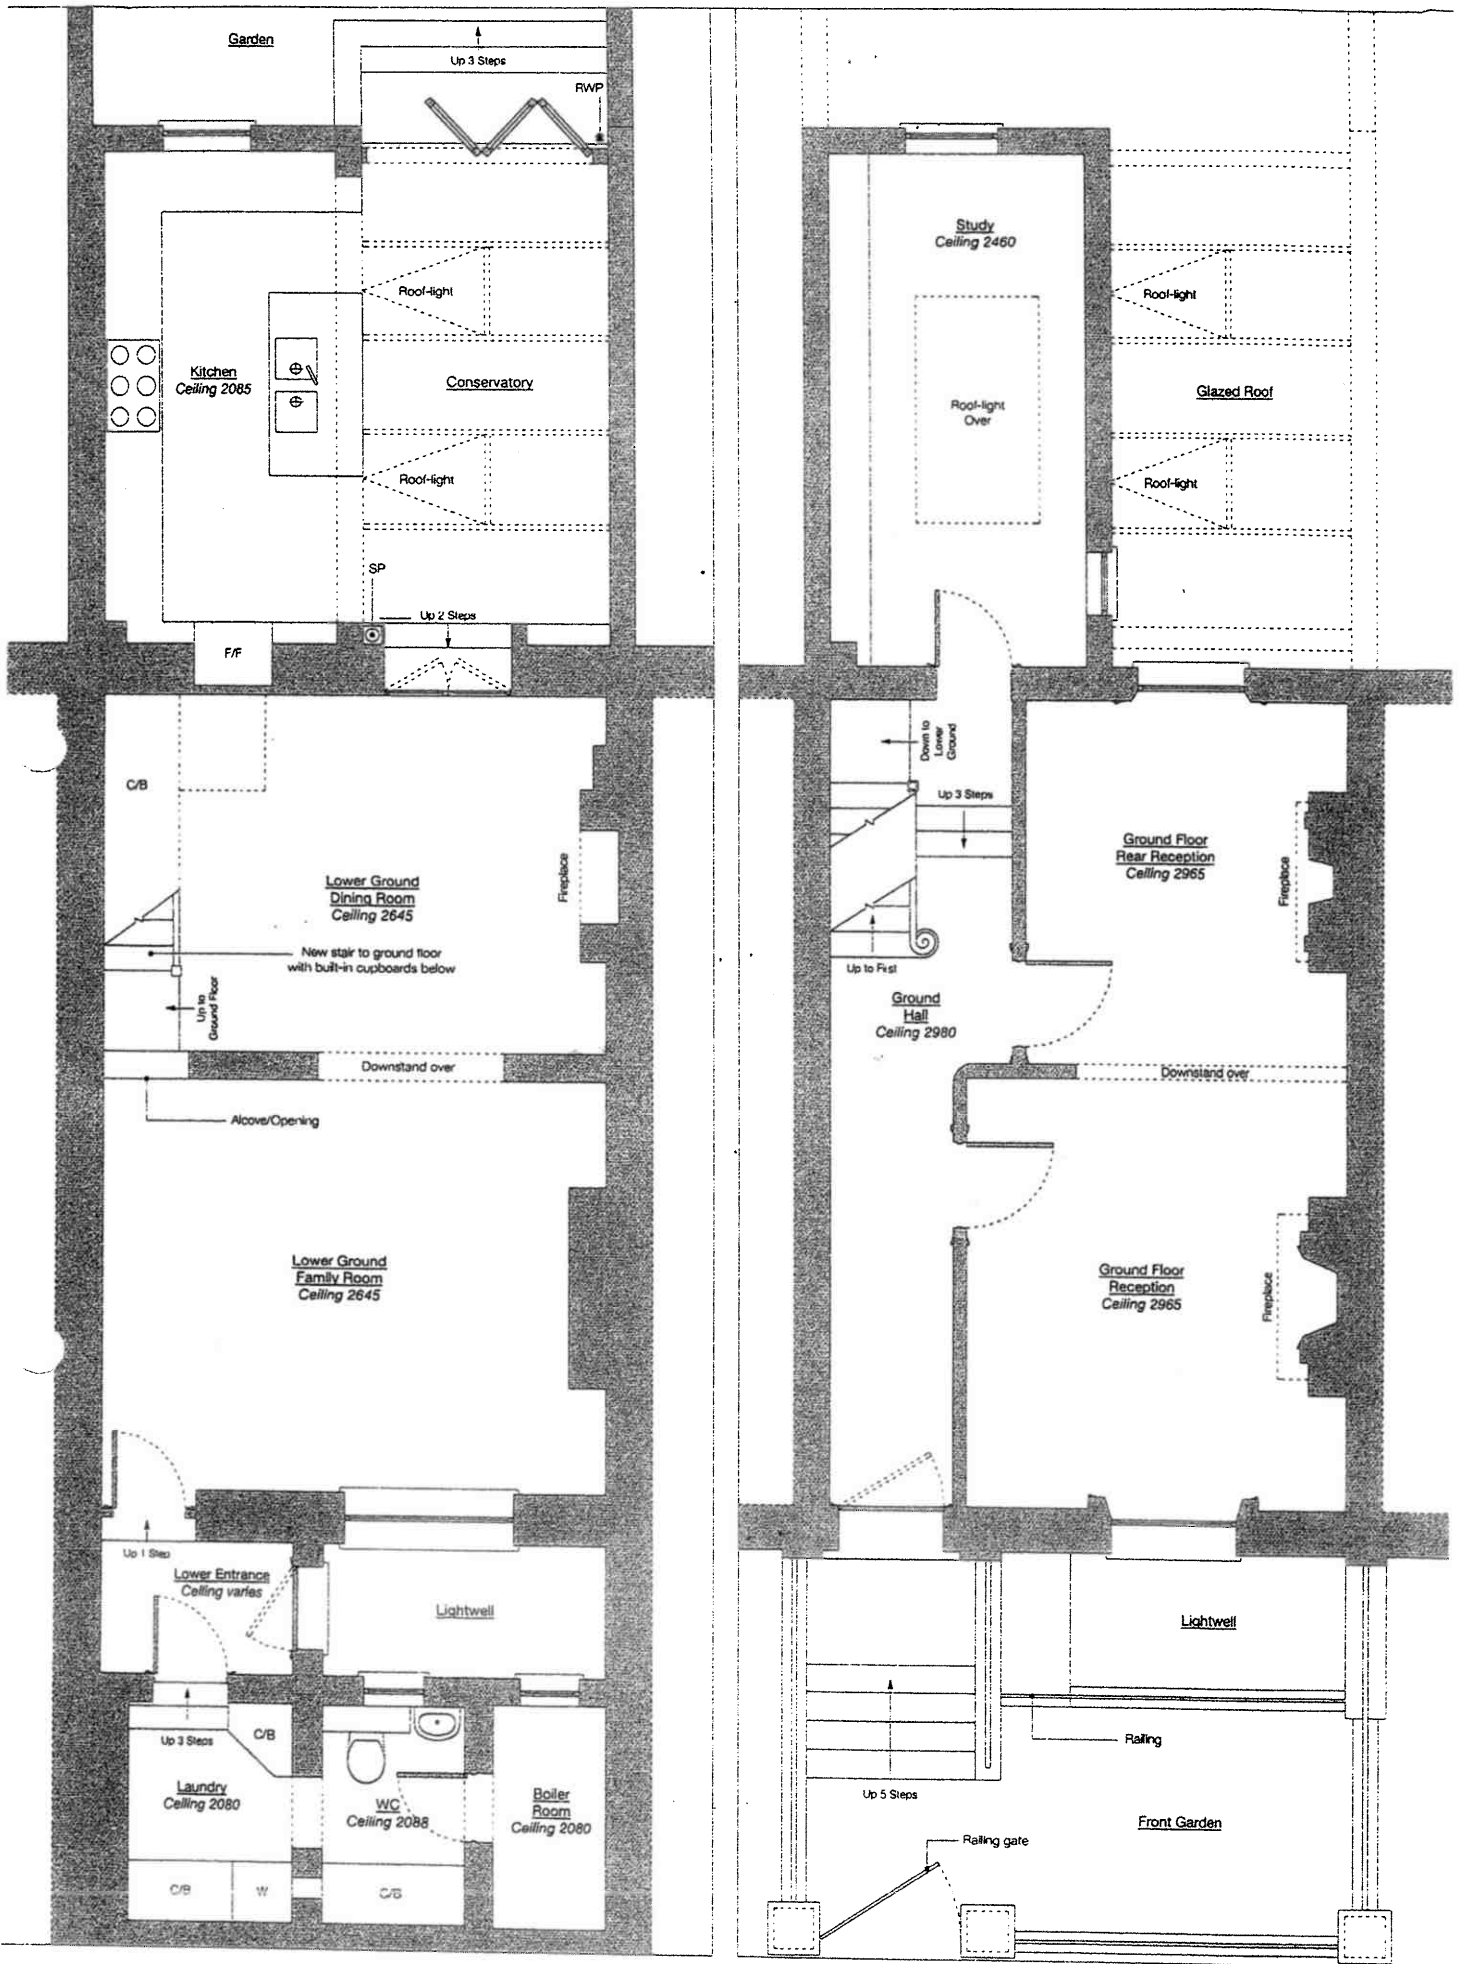 Garden
Up 3 Steps
RWP
Roof-light
Kitchen
Ceiling 2085
Conservatory
Roof-light
SP
Up 2 Steps
F/F
C/B
Lower Ground
Dining Room
Ceiling 2645
Fireplace
New stair to ground floor
with built-in cupboards below
Up to
Ground Floor
Downstand over
Alcove/Opening
Lower Ground
Family Room
Ceiling 2645
Up 1 Step
Lower Entrance
Ceiling varies
Lightwell
Up 3 Steps
C/B
Laundry
Ceiling 2080
WC
Ceiling 2088
Boiler
Room
Ceiling 2080
C/B
W
C/B
Study
Ceiling 2460
Roof-light
Roof-light
Over
Glazed Roof
Roof-light
Down to
Lower
Ground
Up 3 Steps
Ground Floor
Rear Reception
Ceiling 2965
Fireplace
Up to First
Ground
Hall
Ceiling 2980
Downstand over
Ground Floor
Reception
Ceiling 2965
Fireplace
Lightwell
Railing
Up 5 Steps
Front Garden
Railing gate